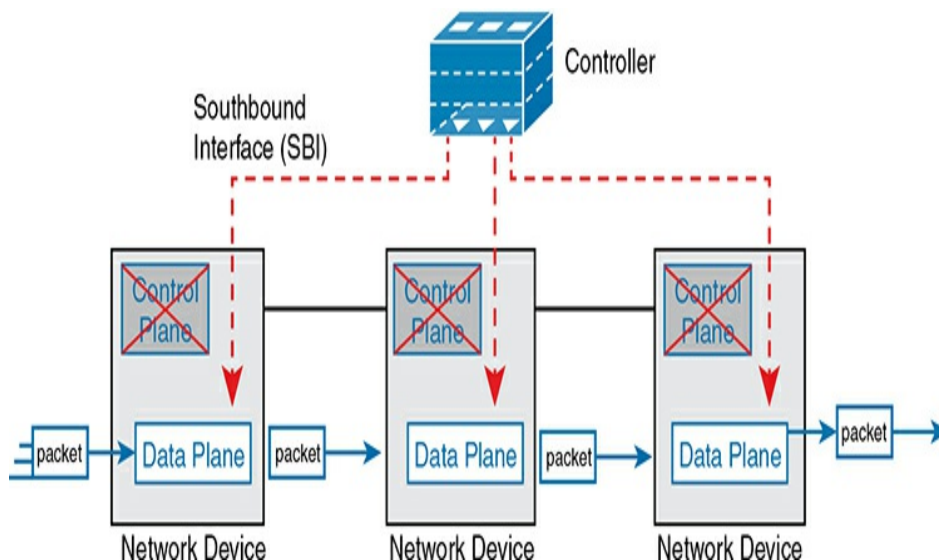 Controller
Southbound
Interface (SBI)
Control
Plane
Control
Plane
Control
Plane
packet
Data Plane
packet
Data Plane
packet
Data Plane
packet
Network Device
Network Device
Network Device